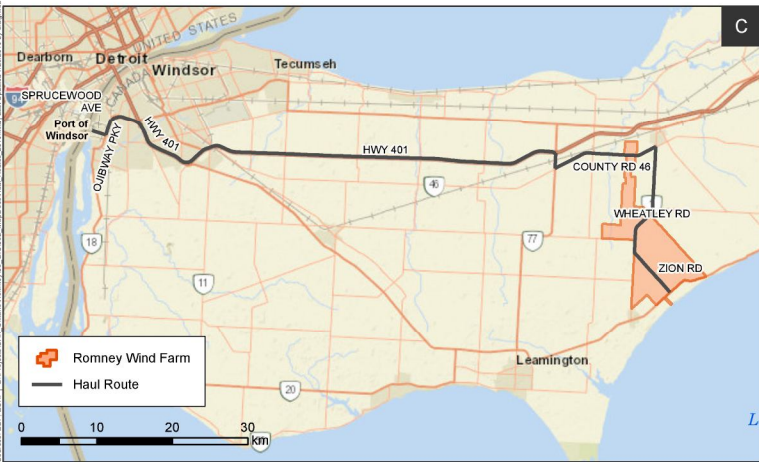 C
UNITED STATES
CANADA
Dearborn
Detroit
Windsor
Tecumseh
SPRUCEWOOD
AVE
Port of
Windsor
OJIBWAY PKY
HWY 401
HWY 401
COUNTY RD 46
46
WHEATLEY RD
18
77
ZION RD
11
Leamington
20
Romney Wind Farm
Haul Route
0 10 20 30
km
L